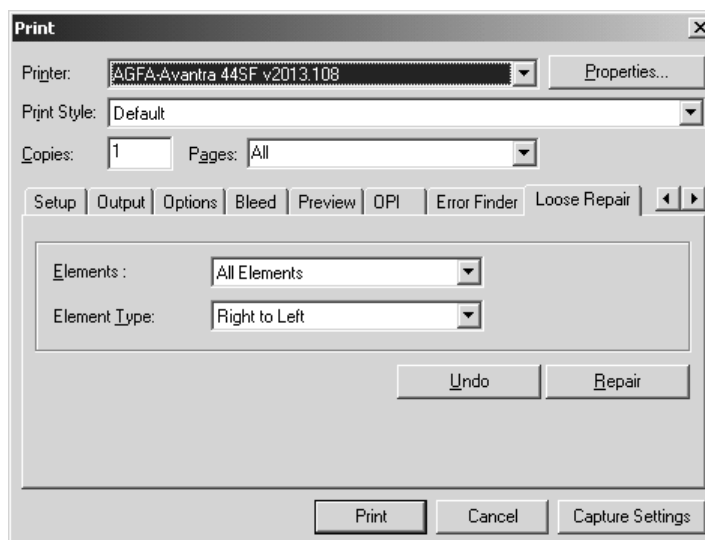 Print
Printer: AGFA-Avantra 44SF v2013.108 Properties...
Print Style: Default
Copies: 1 Pages: All
Setup Output Options Bleed Preview OPI Error Finder Loose Repair
Elements : All Elements
Element Type: Right to Left
Undo Repair
Print Cancel Capture Settings